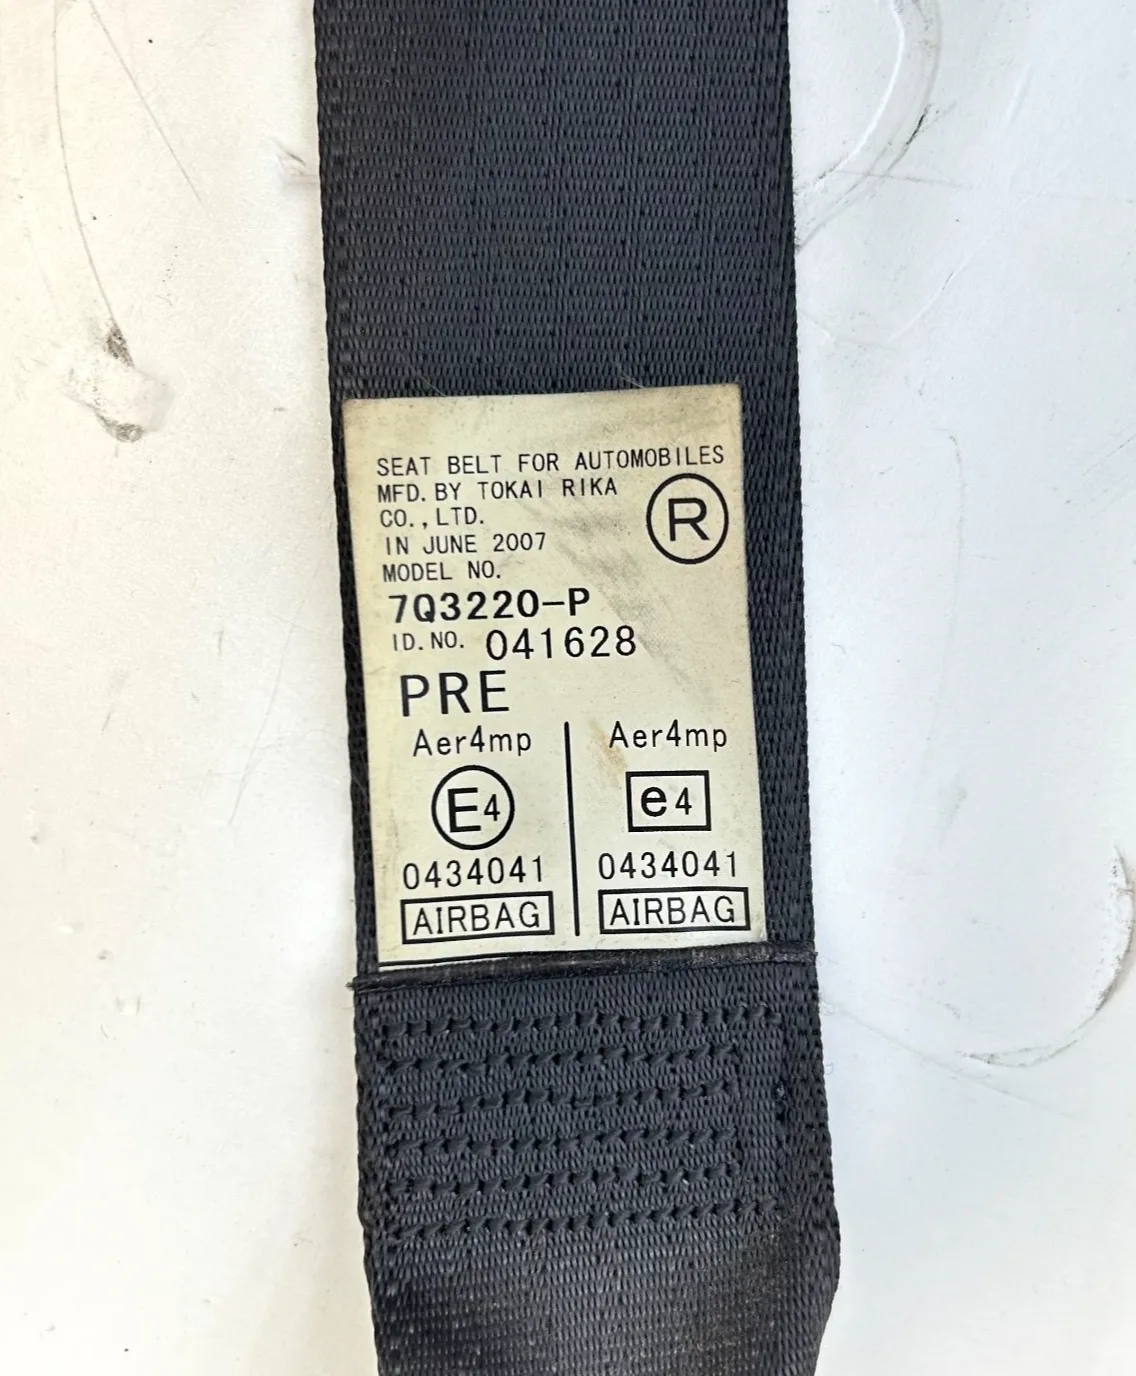 SEAT BELT FOR AUTOMOBILES
MFD. BY TOKAI RIKA
CO., LTD.
R
IN JUNE 2007
MODEL NO.
7Q3220-P
ID. NO. 041628
PRE
Aer4mp Aer4mp
E4 e4
0434041 0434041
AIRBAG AIRBAG